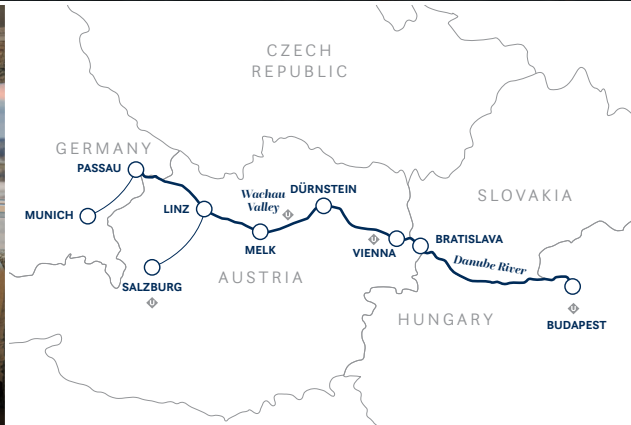 CZECH
REPUBLIC
GERMANY
PASSAU
Wachau
Valley
DÜRNSTEIN
SLOVAKIA
MUNICH
LINZ
MELK
VIENNA
BRATISLAVA
Danube River
SALZBURG
AUSTRIA
HUNGARY
BUDAPEST